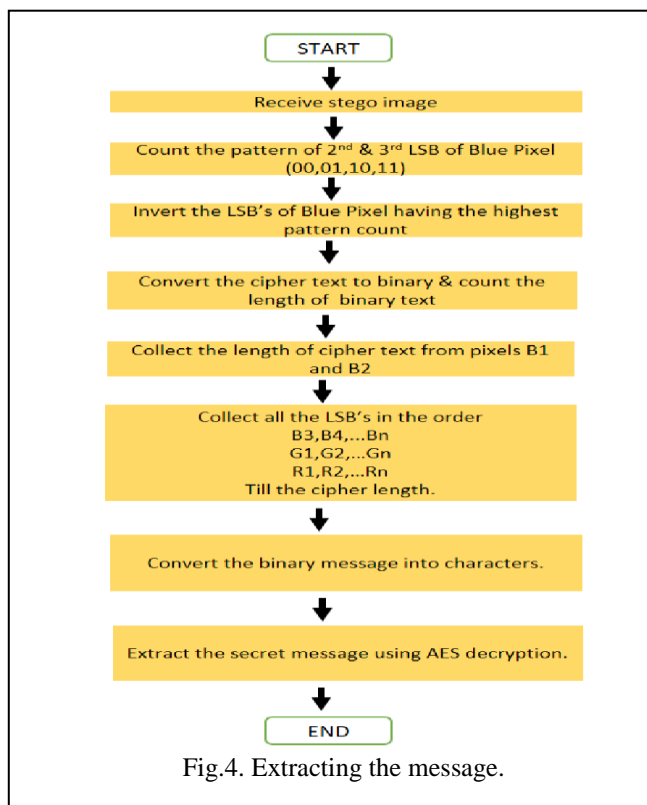 START
Receive stego image
Count the pattern of 2nd & 3rd LSB of Blue Pixel
(00,01,10,11)
Invert the LSB's of Blue Pixel having the highest
pattern count
Convert the cipher text to binary & count the
length of binary text
Collect the length of cipher text from pixels B1
and B2
Collect all the LSB's in the order
B3,B4,...Bn
G1,G2,...Gn
R1,R2,...Rn
Till the cipher length.
Convert the binary message into characters.
Extract the secret message using AES decryption.
END
Fig.4. Extracting the message.